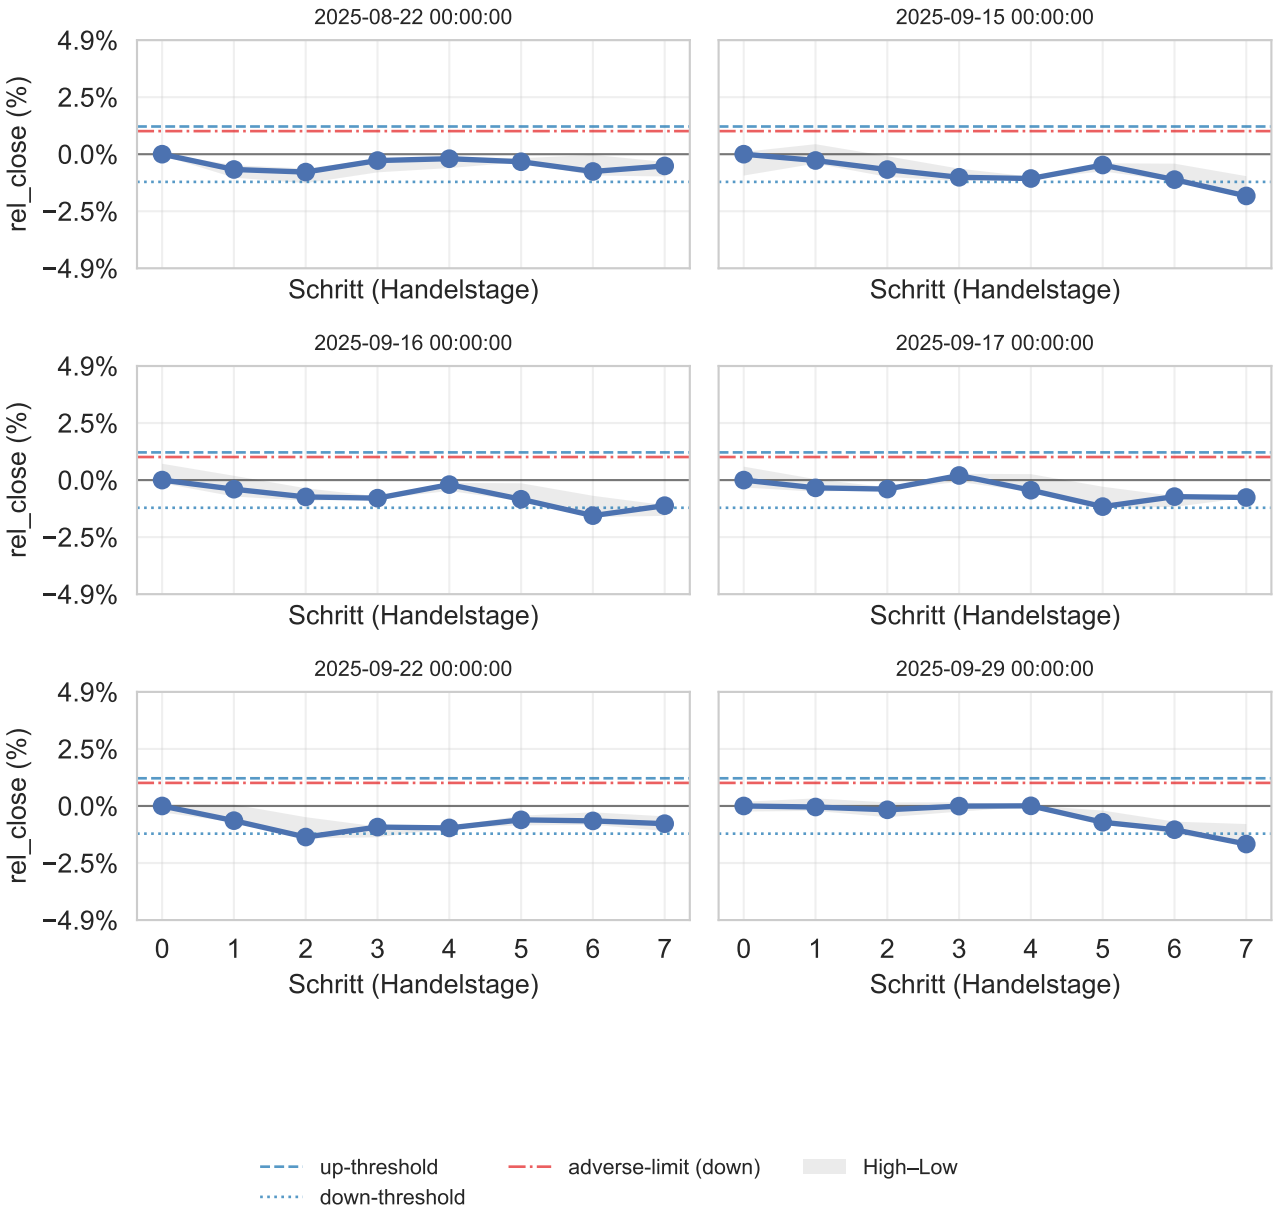 2025-08-22 00:00:00
2025-09-15 00:00:00
4.9%
2.5%
0.0%
−2.5%
−4.9%
rel_close (%)
Schritt (Handelstage)
Schritt (Handelstage)
2025-09-16 00:00:00
2025-09-17 00:00:00
4.9%
2.5%
0.0%
−2.5%
−4.9%
rel_close (%)
Schritt (Handelstage)
Schritt (Handelstage)
2025-09-22 00:00:00
2025-09-29 00:00:00
4.9%
2.5%
0.0%
−2.5%
−4.9%
rel_close (%)
0 1 2 3 4 5 6 7
0 1 2 3 4 5 6 7
Schritt (Handelstage)
Schritt (Handelstage)
up-threshold
down-threshold
adverse-limit (down)
High–Low